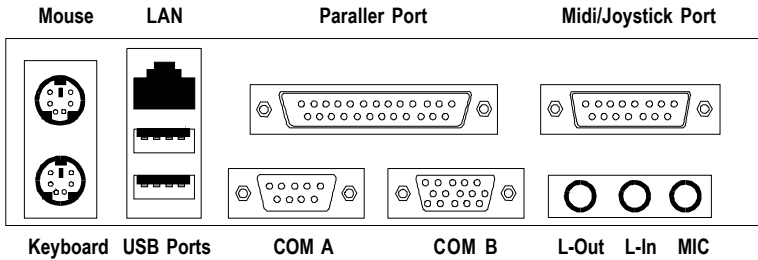 Mouse LAN Paraller Port Midi/Joystick Port
Keyboard USB Ports COM A COM B L-Out L-In MIC